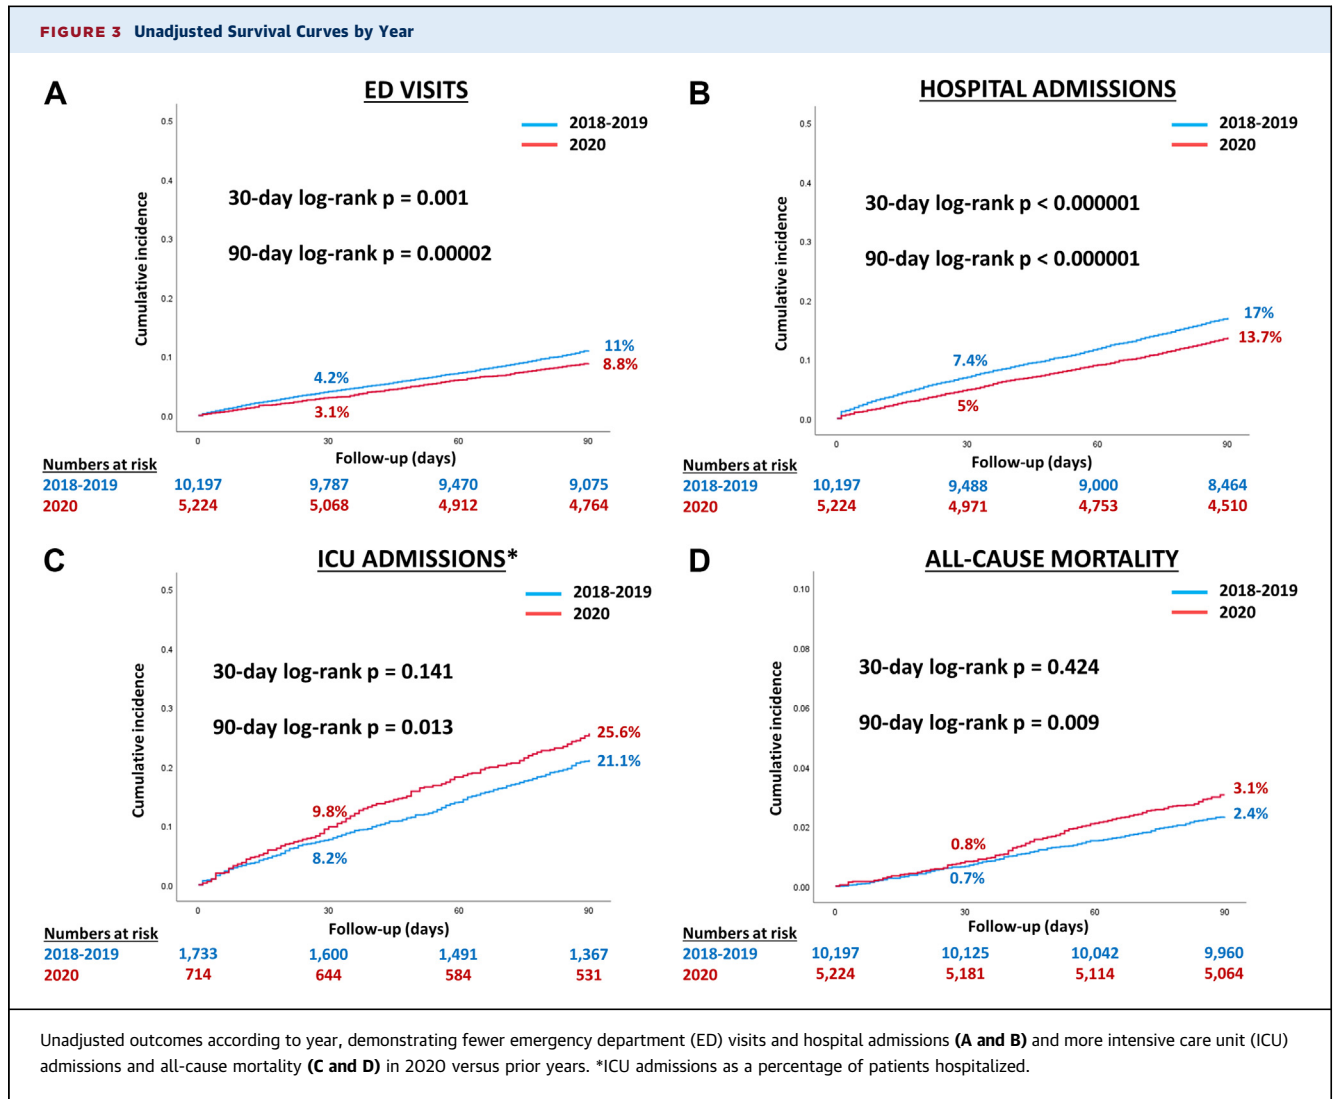 FIGURE 3 Unadjusted Survival Curves by Year
A
ED VISITS
2018-2019
2020
30-day log-rank p = 0.001
90-day log-rank p = 0.00002
Cumulative incidence
0.5
0.4
0.3
0.2
0.1
0.0
4.2%
3.1%
11%
8.8%
0 30 60 90
Follow-up (days)
Numbers at risk
2018-2019 10,197 9,787 9,470 9,075
2020 5,224 5,068 4,912 4,764
B
HOSPITAL ADMISSIONS
2018-2019
2020
30-day log-rank p < 0.000001
90-day log-rank p < 0.000001
Cumulative incidence
0.5
0.4
0.3
0.2
0.1
0.0
7.4%
5%
17%
13.7%
0 30 60 90
Follow-up (days)
Numbers at risk
2018-2019 10,197 9,488 9,000 8,464
2020 5,224 4,971 4,753 4,510
C
ICU ADMISSIONS*
2018-2019
2020
30-day log-rank p = 0.141
90-day log-rank p = 0.013
Cumulative incidence
0.5
0.4
0.3
0.2
0.1
0.0
9.8%
8.2%
25.6%
21.1%
0 30 60 90
Follow-up (days)
Numbers at risk
2018-2019 1,733 1,600 1,491 1,367
2020 714 644 584 531
D
ALL-CAUSE MORTALITY
2018-2019
2020
30-day log-rank p = 0.424
90-day log-rank p = 0.009
Cumulative incidence
0.10
0.08
0.06
0.04
0.02
0.00
0.8%
0.7%
3.1%
2.4%
0 30 60 90
Follow-up (days)
Numbers at risk
2018-2019 10,197 10,125 10,042 9,960
2020 5,224 5,181 5,114 5,064
Unadjusted outcomes according to year, demonstrating fewer emergency department (ED) visits and hospital admissions (A and B) and more intensive care unit (ICU)
admissions and all-cause mortality (C and D) in 2020 versus prior years. *ICU admissions as a percentage of patients hospitalized.